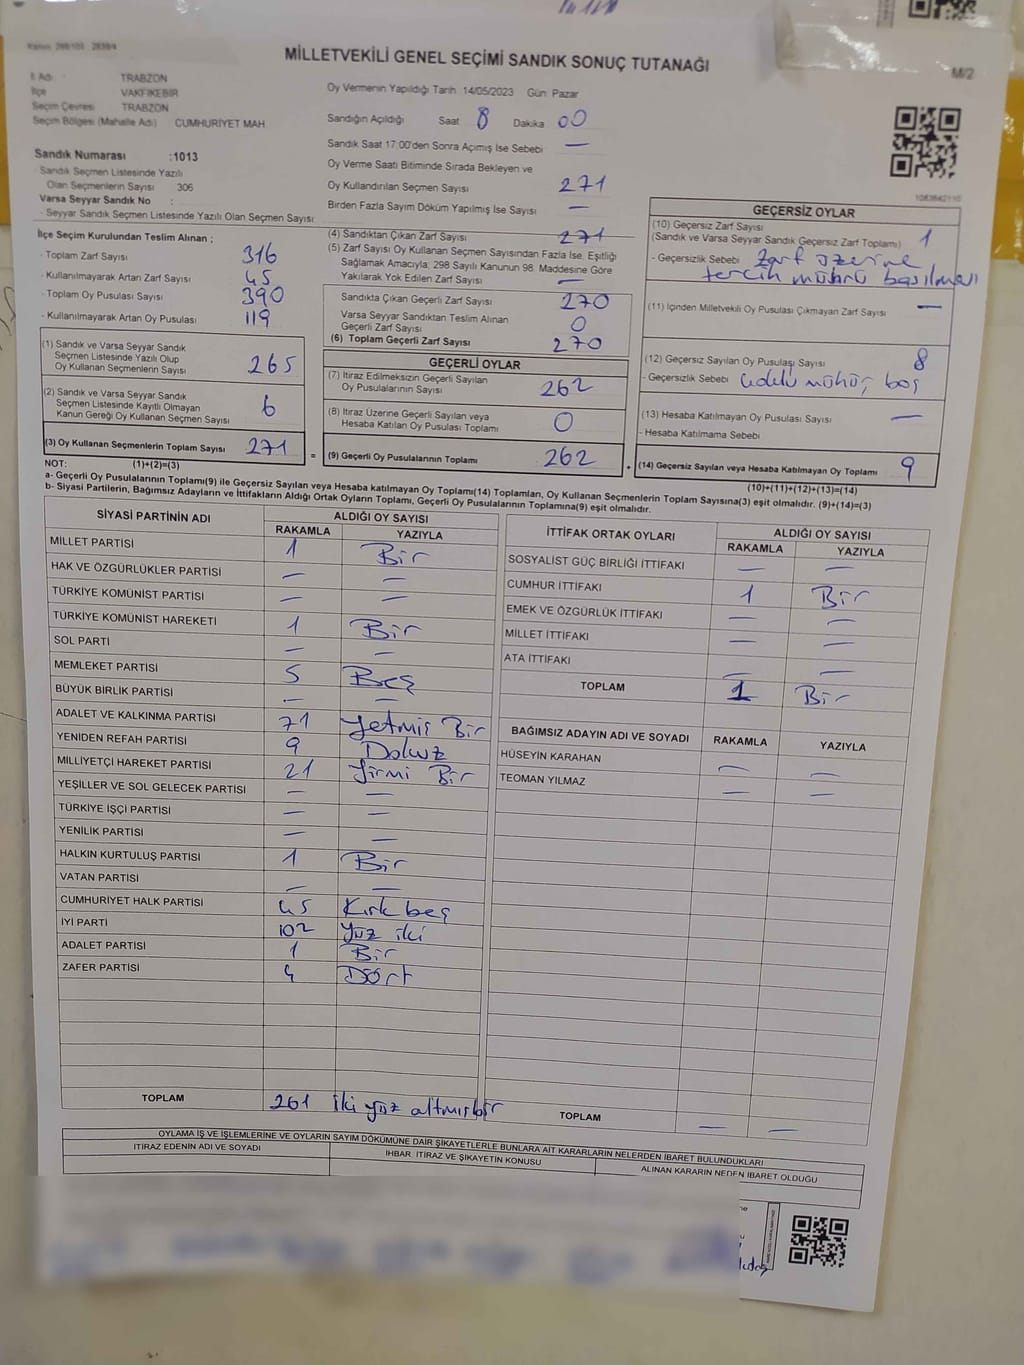 Kanun 298/105 2839/4
MİLLETVEKİLİ GENEL SEÇİMİ SANDIK SONUÇ TUTANAĞI
M/2
İl Adı : TRABZON
İlçe VAKFIKEBİR
Seçim Çevresi TRABZON
Seçim Bölgesi (Mahalle Adı) CUMHURİYET MAH.
Sandık Numarası :1013
- Sandık Seçmen Listesinde Yazılı
Olan Seçmenlerin Sayısı 306
Varsa Seyyar Sandık No :
- Seyyar Sandık Seçmen Listesinde Yazılı Olan Seçmen Sayısı
Oy Vermenin Yapıldığı Tarih 14/05/2023 Gün: Pazar
Sandığın Açıldığı Saat 8 Dakika 00
Sandık Saat 17:00'den Sonra Açımış İse Sebebi —
Oy Verme Saati Bitiminde Sırada Bekleyen ve
Oy Kullandırılan Seçmen Sayısı 271
Birden Fazla Sayım Döküm Yapılmış İse Sayısı —
İlçe Seçim Kurulundan Teslim Alınan ;
- Toplam Zarf Sayısı 316
- Kullanılmayarak Artan Zarf Sayısı 45
- Toplam Oy Pusulası Sayısı 390
- Kullanılmayarak Artan Oy Pusulası 119
(1) Sandık ve Varsa Seyyar Sandık
Seçmen Listesinde Yazılı Olup
Oy Kullanan Seçmenlerin Sayısı 265
(2) Sandık ve Varsa Seyyar Sandık
Seçmen Listesinde Kayıtlı Olmayan
Kanun Gereği Oy Kullanan Seçmen Sayısı 6
(3) Oy Kullanan Seçmenlerin Toplam Sayısı 271
(4) Sandıktan Çıkan Zarf Sayısı 271
(5) Zarf Sayısı Oy Kullanan Seçmen Sayısından Fazla İse, Eşitliği
Sağlamak Amacıyla; 298 Sayılı Kanunun 98. Maddesine Göre
Yakılarak Yok Edilen Zarf Sayısı —
Sandıkta Çıkan Geçerli Zarf Sayısı 270
Varsa Seyyar Sandıktan Teslim Alınan
Geçerli Zarf Sayısı 0
(6) Toplam Geçerli Zarf Sayısı 270
GEÇERLİ OYLAR
(7) İtiraz Edilmeksizin Geçerli Sayılan
Oy Pusulalarının Sayısı 262
(8) İtiraz Üzerine Geçerli Sayılan veya
Hesaba Katılan Oy Pusulası Toplamı 0
= (9) Geçerli Oy Pusulalarının Toplamı 262
1083642110
GEÇERSİZ OYLAR
(10) Geçersiz Zarf Sayısı
(Sandık ve Varsa Seyyar Sandık Geçersiz Zarf Toplamı) 1
- Geçersizlik Sebebi Zarf üzerine
tercih mührü basılması
(11) İçinden Milletvekili Oy Pusulası Çıkmayan Zarf Sayısı —
(12) Geçersiz Sayılan Oy Pusulası Sayısı 8
- Geçersizlik Sebebi boş
(13) Hesaba Katılmayan Oy Pusulası Sayısı —
- Hesaba Katılmama Sebebi
+ (14) Geçersiz Sayılan veya Hesaba Katılmayan Oy Toplamı 9
NOT: (1)+(2)=(3)
(10)+(11)+(12)+(13)=(14)
a- Geçerli Oy Pusulalarının Toplamı(9) ile Geçersiz Sayılan veya Hesaba katılmayan Oy Toplamı(14) Toplamları, Oy Kullanan Seçmenlerin Toplam Sayısına(3) eşit olmalıdır. (9)+(14)=(3)
b- Siyasi Partilerin, Bağımsız Adayların ve İttifakların Aldığı Ortak Oyların Toplamı, Geçerli Oy Pusulalarının Toplamına(9) eşit olmalıdır.
SİYASİ PARTİNİN ADI ALDIĞI OY SAYISI
RAKAMLA YAZIYLA
MİLLET PARTİSİ 1 Bir
HAK VE ÖZGÜRLÜKLER PARTİSİ — —
TÜRKİYE KOMÜNİST PARTİSİ — —
TÜRKİYE KOMÜNİST HAREKETİ 1 Bir
SOL PARTİ — —
MEMLEKET PARTİSİ 5 Beş
BÜYÜK BİRLİK PARTİSİ — —
ADALET VE KALKINMA PARTİSİ 71 Yetmiş Bir
YENİDEN REFAH PARTİSİ 9 Dokuz
MİLLİYETÇİ HAREKET PARTİSİ 21 Yirmi Bir
YEŞİLLER VE SOL GELECEK PARTİSİ — —
TÜRKİYE İŞÇİ PARTİSİ — —
YENİLİK PARTİSİ — —
HALKIN KURTULUŞ PARTİSİ 1 Bir
VATAN PARTİSİ — —
CUMHURİYET HALK PARTİSİ 45 Kırk beş
İYİ PARTİ 102 Yüz iki
ADALET PARTİSİ 1 Bir
ZAFER PARTİSİ 4 Dört
TOPLAM 261 iki yüz altmışbir
İTTİFAK ORTAK OYLARI ALDIĞI OY SAYISI
RAKAMLA YAZIYLA
SOSYALİST GÜÇ BİRLİĞİ İTTİFAKI — —
CUMHUR İTTİFAKI 1 Bir
EMEK VE ÖZGÜRLÜK İTTİFAKI — —
MİLLET İTTİFAKI — —
ATA İTTİFAKI — —
TOPLAM 1 Bir
BAĞIMSIZ ADAYIN ADI VE SOYADI RAKAMLA YAZIYLA
HÜSEYİN KARAHAN — —
TEOMAN YILMAZ — —
TOPLAM — —
OYLAMA İŞ VE İŞLEMLERİNE VE OYLARIN SAYIM DÖKÜMÜNE DAİR ŞİKAYETLERLE BUNLARA AİT KARARLARIN NELERDEN İBARET BULUNDUKLARI
İTİRAZ EDENİN ADI VE SOYADI İHBAR, İTİRAZ VE ŞİKAYETİN KONUSU ALINAN KARARIN NEDEN İBARET OLDUĞU